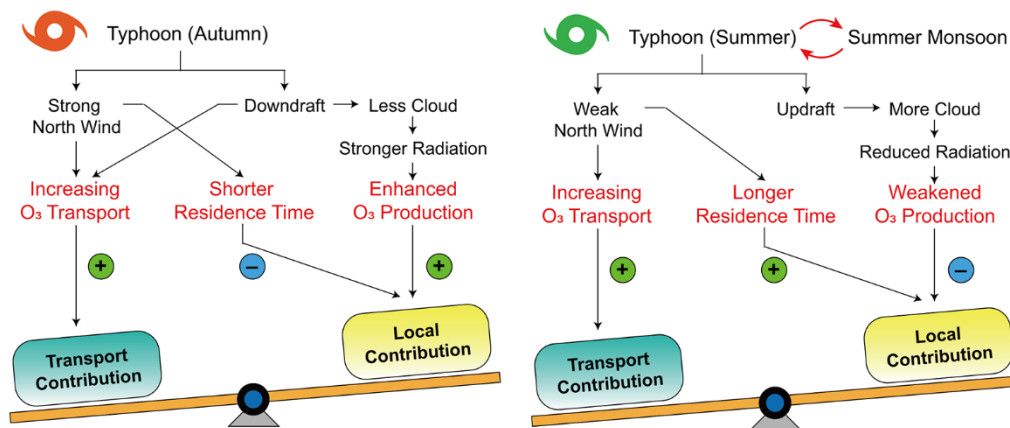 Typhoon (Autumn)
Strong
North Wind
Downdraft
Less Cloud
Stronger Radiation
Increasing
O₃ Transport
Shorter
Residence Time
Enhanced
O₃ Production
+
−
+
Transport
Contribution
Local
Contribution
Typhoon (Summer)
Summer Monsoon
Weak
North Wind
Updraft
More Cloud
Reduced Radiation
Increasing
O₃ Transport
Longer
Residence Time
Weakened
O₃ Production
+
+
−
Transport
Contribution
Local
Contribution